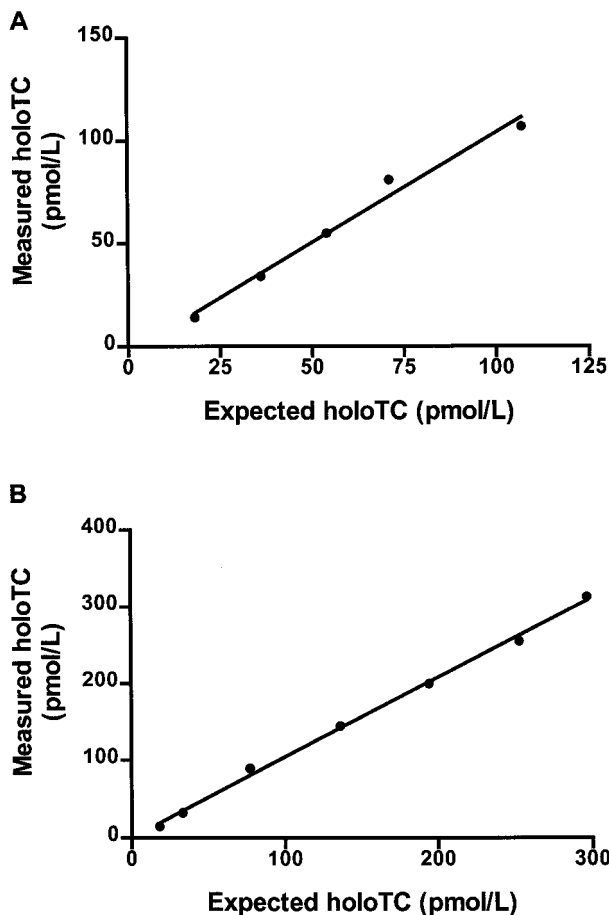 A
150
100
50
0
Measured holoTC
(pmol/L)
0 25 50 75 100 125
Expected holoTC (pmol/L)
B
400
300
200
100
0
Measured holoTC
(pmol/L)
0 100 200 300
Expected holoTC (pmol/L)